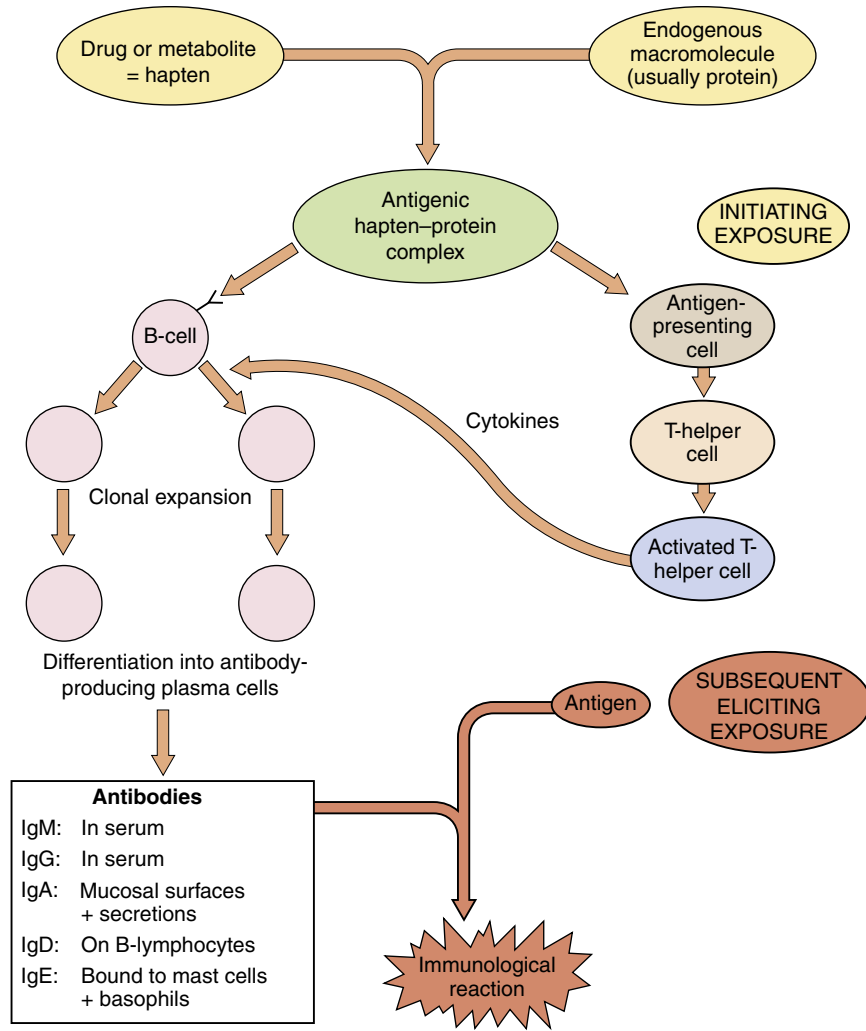 Drug or metabolite
= hapten
Endogenous
macromolecule
(usually protein)
Antigenic
hapten–protein
complex
INITIATING
EXPOSURE
B-cell
Antigen-
presenting
cell
Cytokines
T-helper
cell
Clonal expansion
Activated T-
helper cell
Differentiation into antibody-
producing plasma cells
Antigen
SUBSEQUENT
ELICITING
EXPOSURE
Antibodies
IgM: In serum
IgG: In serum
IgA: Mucosal surfaces
+ secretions
IgD: On B-lymphocytes
IgE: Bound to mast cells
+ basophils
Immunological
reaction